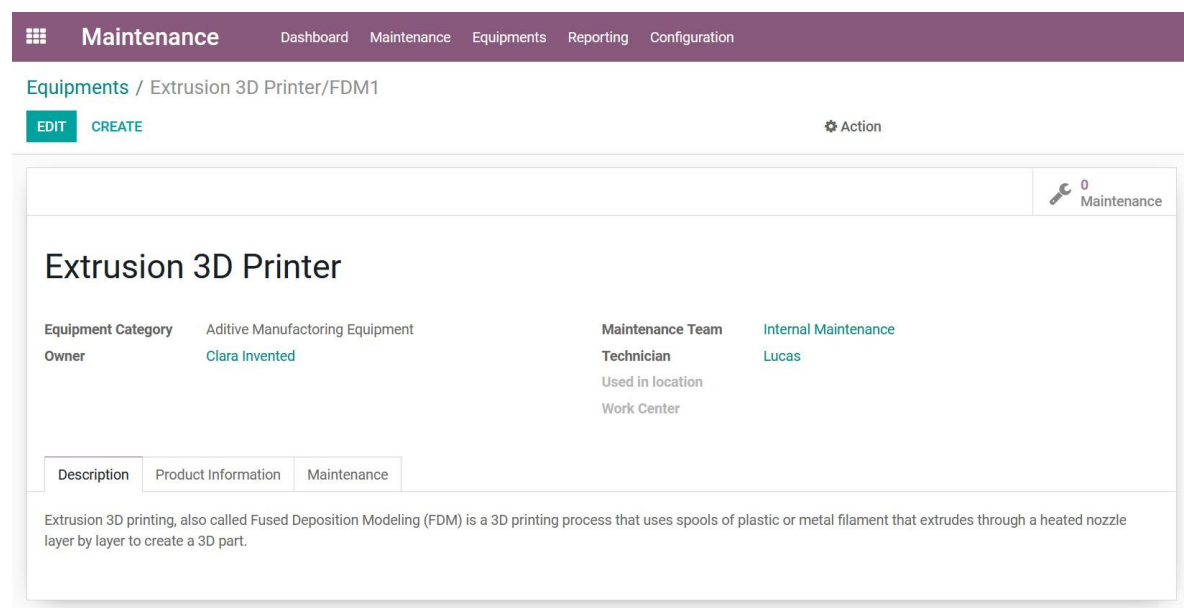 Maintenance Dashboard Maintenance Equipments Reporting Configuration
Equipments / Extrusion 3D Printer/FDM1
EDIT CREATE Action
0
Maintenance
Extrusion 3D Printer
Equipment Category Aditive Manufactoring Equipment Maintenance Team Internal Maintenance
Owner Clara Invented Technician Lucas
Used in location
Work Center
Description Product Information Maintenance
Extrusion 3D printing, also called Fused Deposition Modeling (FDM) is a 3D printing process that uses spools of plastic or metal filament that extrudes through a heated nozzle
layer by layer to create a 3D part.